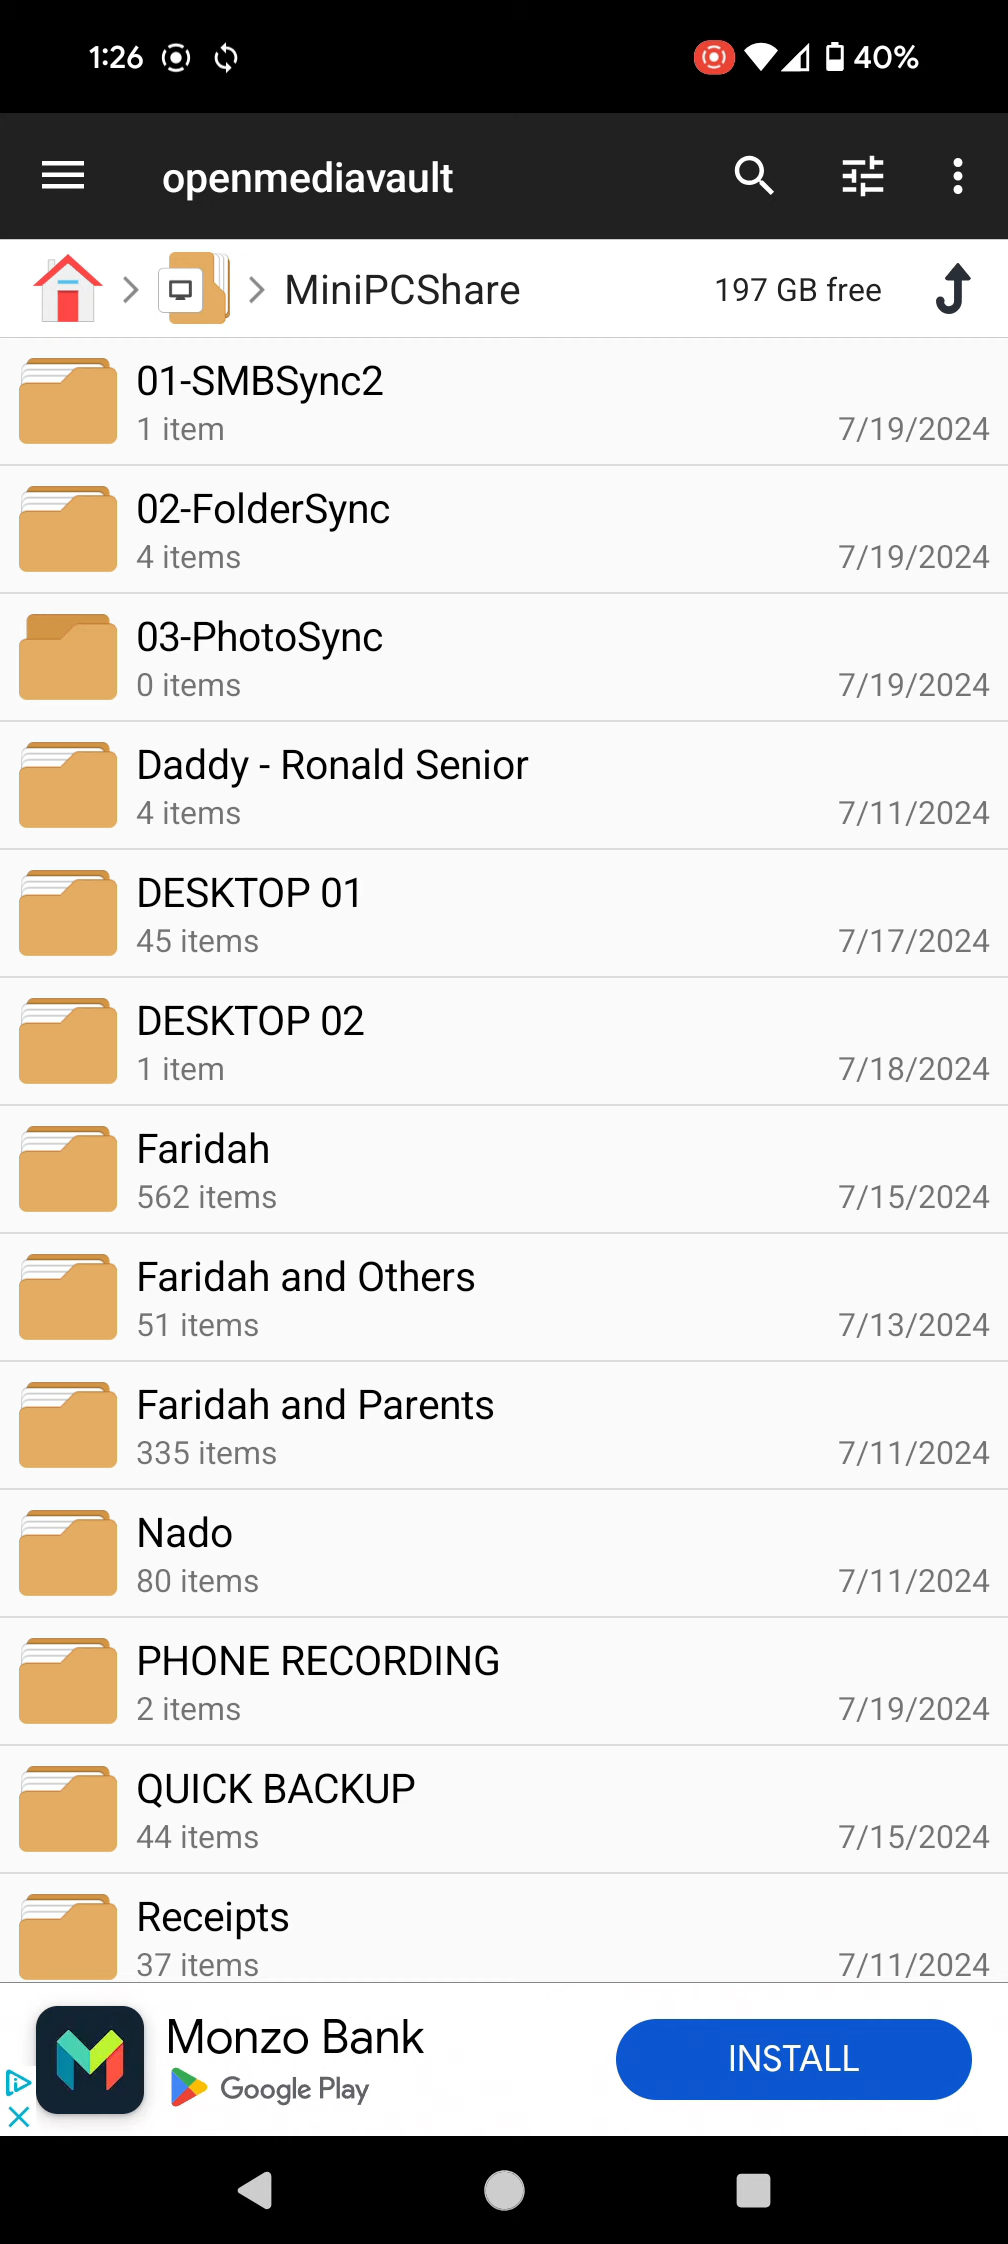 1:26
40%
openmediavault
MiniPCShare
197 GB free
01-SMBSync2
1 item
7/19/2024
02-FolderSync
4 items
7/19/2024
03-PhotoSync
0 items
7/19/2024
Daddy - Ronald Senior
4 items
7/11/2024
DESKTOP 01
45 items
7/17/2024
DESKTOP 02
1 item
7/18/2024
Faridah
562 items
7/15/2024
Faridah and Others
51 items
7/13/2024
Faridah and Parents
335 items
7/11/2024
Nado
80 items
7/11/2024
PHONE RECORDING
2 items
7/19/2024
QUICK BACKUP
44 items
7/15/2024
Receipts
37 items
7/11/2024
Monzo Bank
Google Play
INSTALL